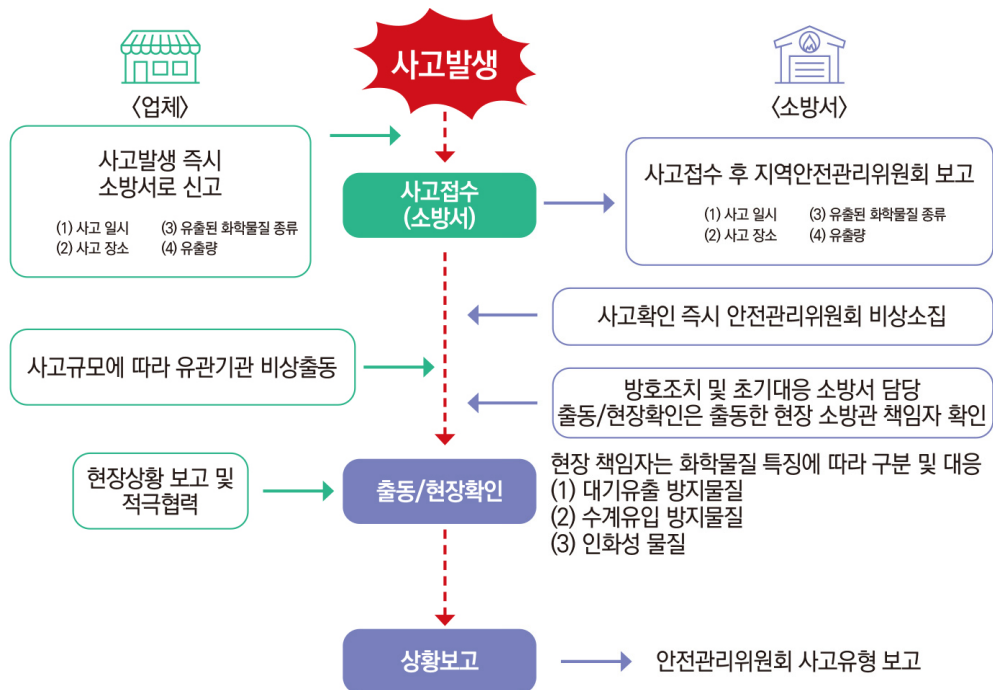 사고발생
〈업체〉
〈소방서〉
사고발생 즉시
소방서로 신고
(1) 사고 일시 (3) 유출된 화학물질 종류
(2) 사고 장소 (4) 유출량
사고접수
(소방서)
사고접수 후 지역안전관리위원회 보고
(1) 사고 일시 (3) 유출된 화학물질 종류
(2) 사고 장소 (4) 유출량
사고확인 즉시 안전관리위원회 비상소집
사고규모에 따라 유관기관 비상출동
방호조치 및 초기대응 소방서 담당
출동/현장확인은 출동한 현장 소방관 책임자 확인
현장상황 보고 및
적극협력
출동/현장확인
현장 책임자는 화학물질 특징에 따라 구분 및 대응
(1) 대기유출 방지물질
(2) 수계유입 방지물질
(3) 인화성 물질
상황보고
안전관리위원회 사고유형 보고